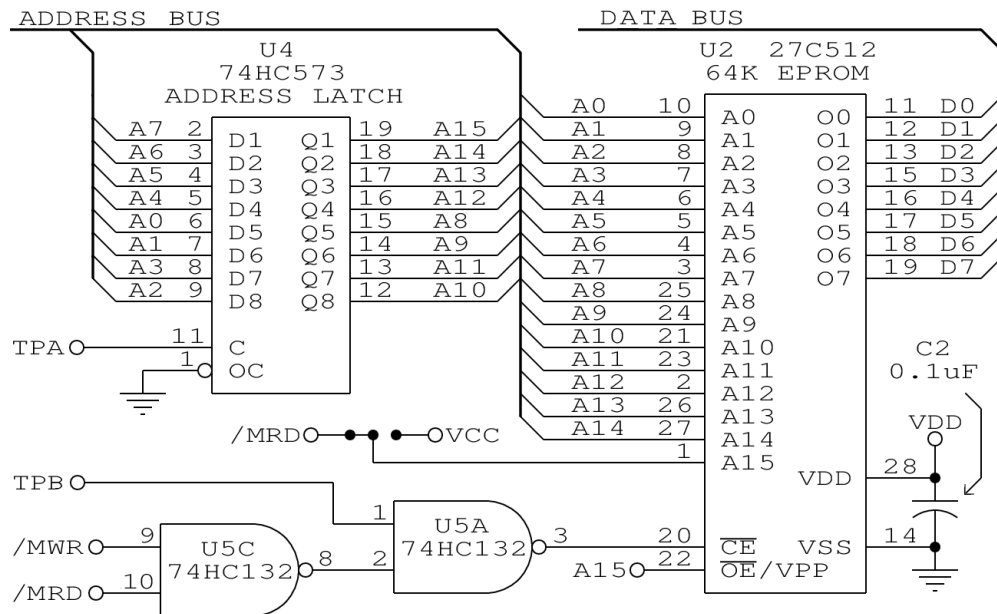 ADDRESS BUS
DATA BUS
U4
74HC573
ADDRESS LATCH
A7 2 D1 Q1 19 A15
A6 3 D2 Q2 18 A14
A5 4 D3 Q3 17 A13
A4 5 D4 Q4 16 A12
A0 6 D5 Q5 15 A8
A1 7 D6 Q6 14 A9
A3 8 D7 Q7 13 A11
A2 9 D8 Q8 12 A10
TPA 11 C
1 OC
U2 27C512
64K EPROM
A0 10 A0 O0 11 D0
A1 9 A1 O1 12 D1
A2 8 A2 O2 13 D2
A3 7 A3 O3 15 D3
A4 6 A4 O4 16 D4
A5 5 A5 O5 17 D5
A6 4 A6 O6 18 D6
A7 3 A7 O7 19 D7
A8 25 A8
A9 24 A9
A10 21 A10
A11 23 A11
A12 2 A12
A13 26 A13
A14 27 A14
/MRD VCC
1 A15
C2
0.1uF
VDD
VDD 28
TPB
1
U5A
74HC132
2
3
/MWR 9
/MRD 10
U5C
74HC132
8
20 CE VSS 14
A15 22 OE/VPP